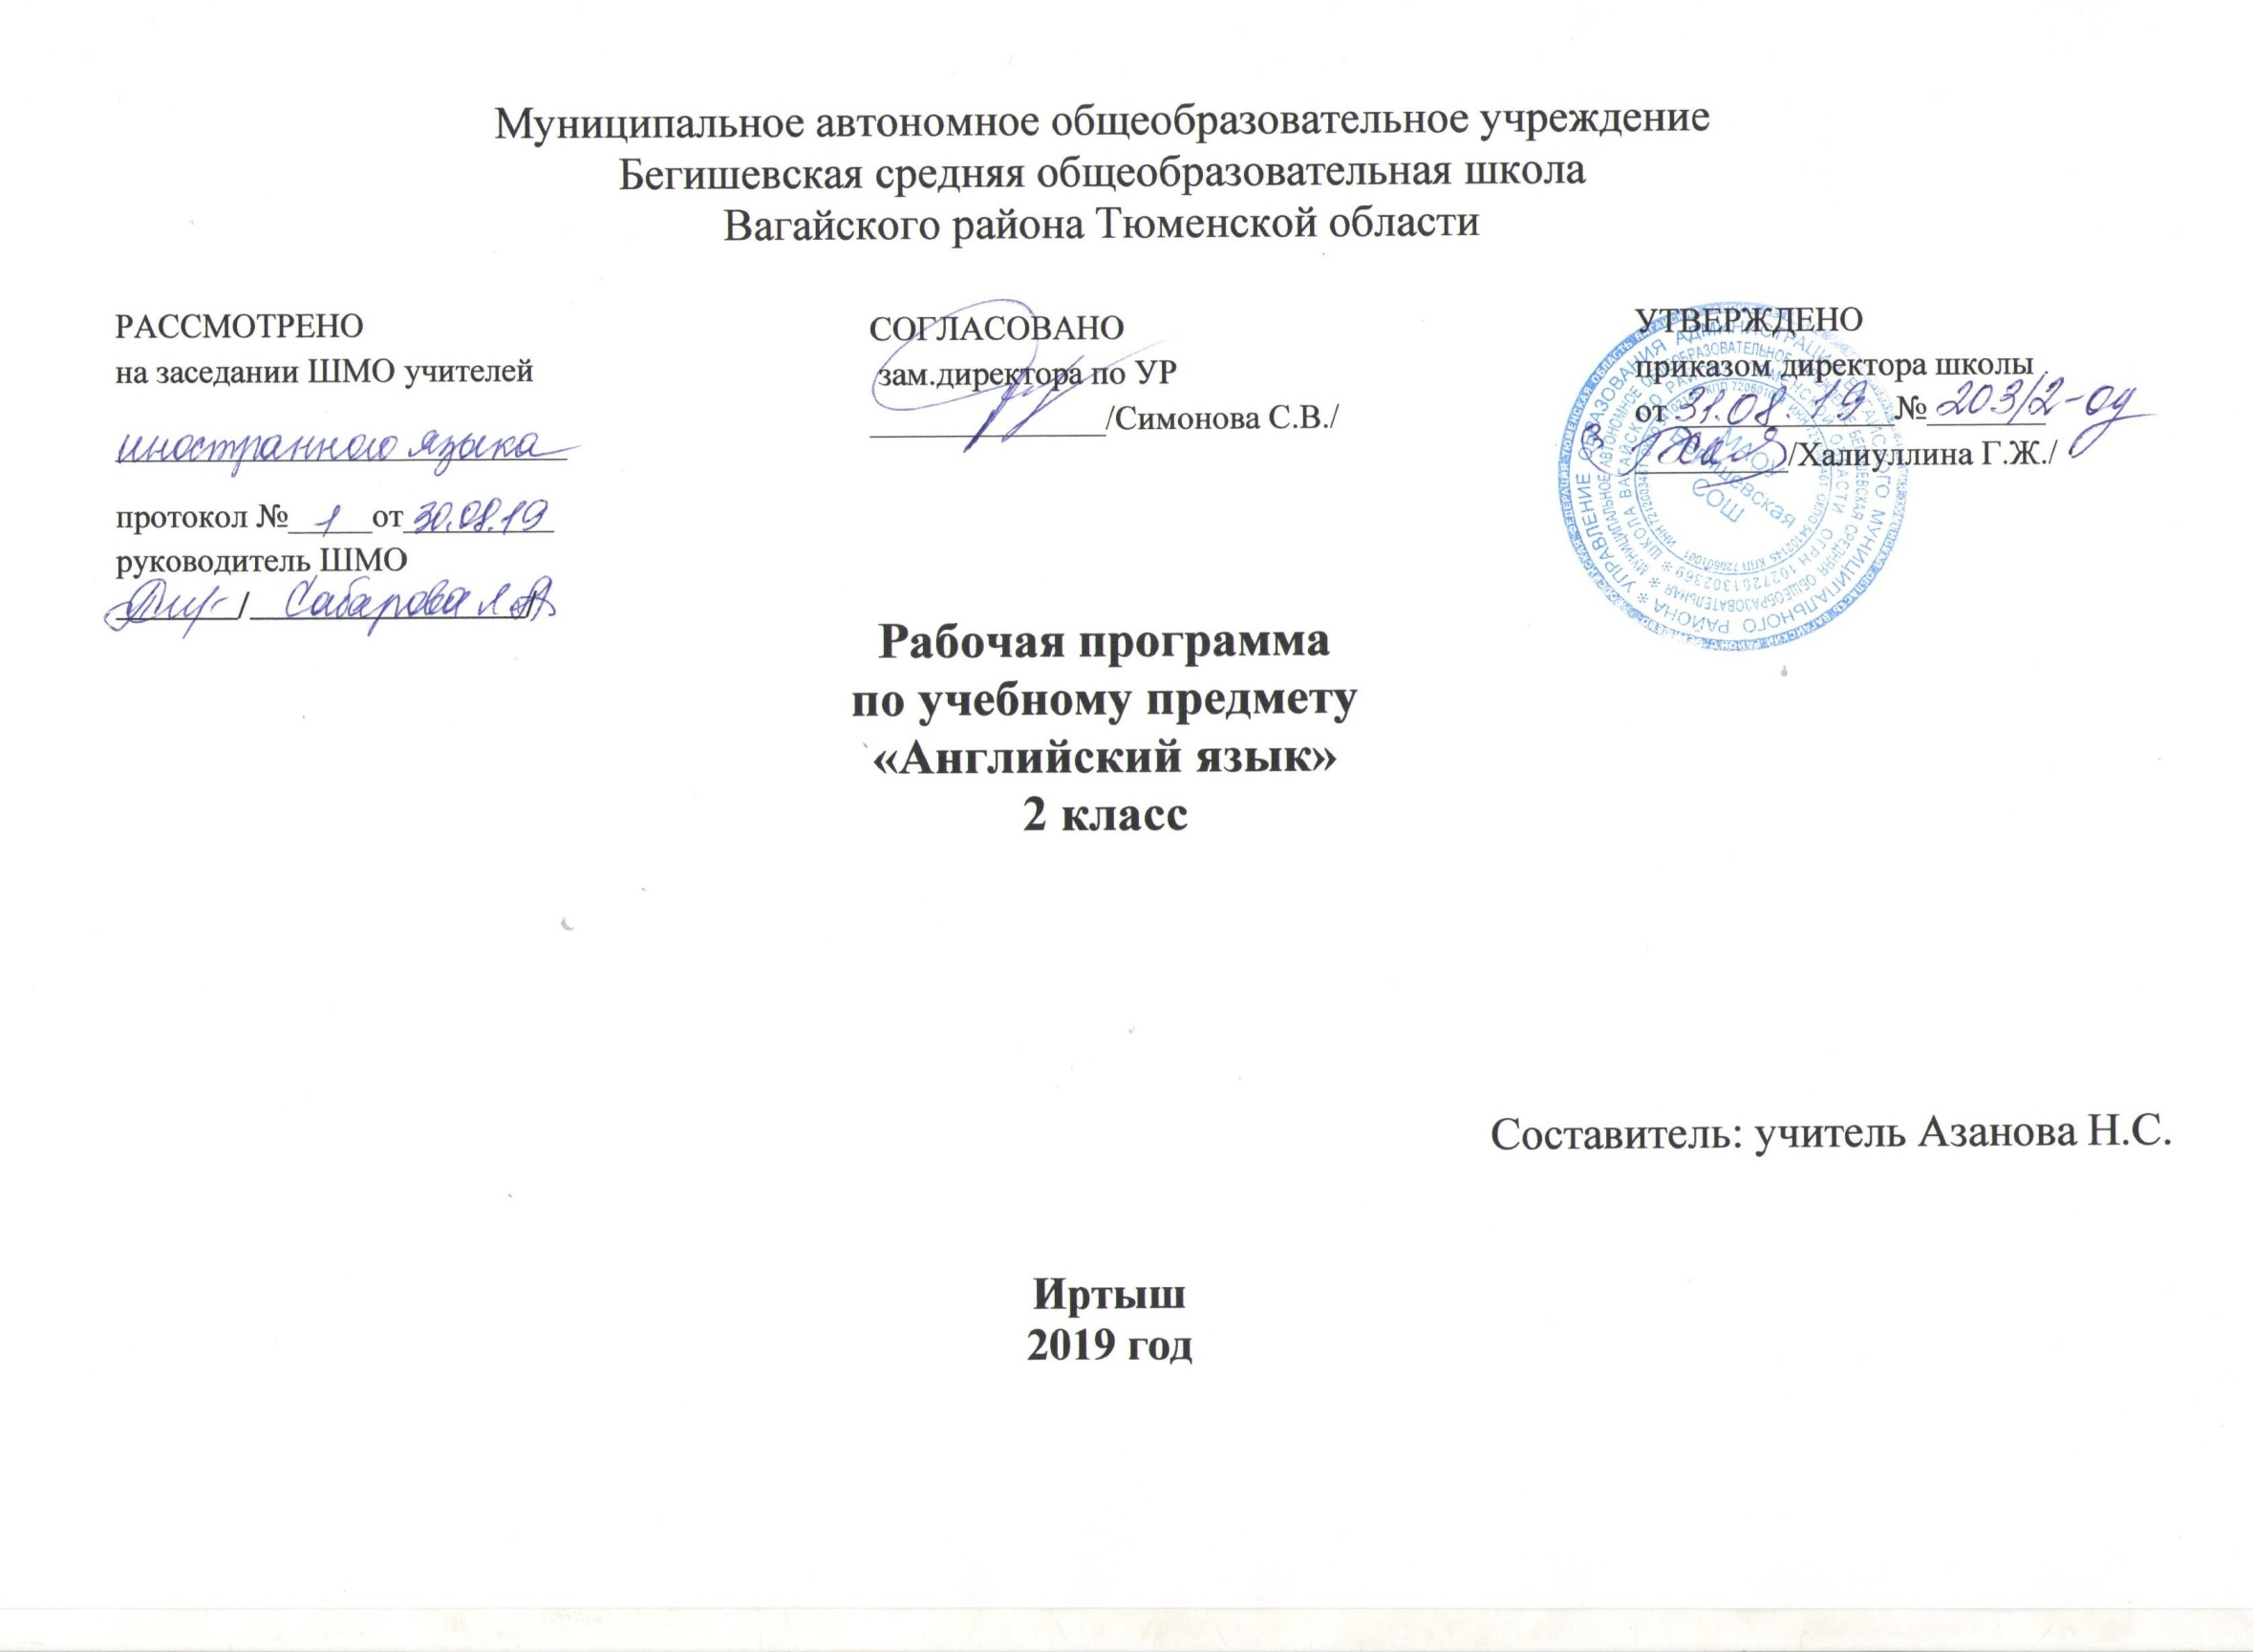 Муниципальное автономное общеобразовательное учреждение
Бегишевская средняя общеобразовательная школа
Вагайского района Тюменской области
РАССМОТРЕНО
на заседании ШМО учителей
иностранного языка
протокол № 1 от 30.08.19
руководитель ШМО
/ Сабарова /
СОГЛАСОВАНО
зам.директора по УР
/Симонова С.В./
УТВЕРЖДЕНО
приказом директора школы
от 31.08.19 № 203/2-од
/Халиуллина Г.Ж./
Бегишевская
СОШ
Рабочая программа
по учебному предмету
«Английский язык»
2 класс
Составитель: учитель Азанова Н.С.
Иртыш
2019 год